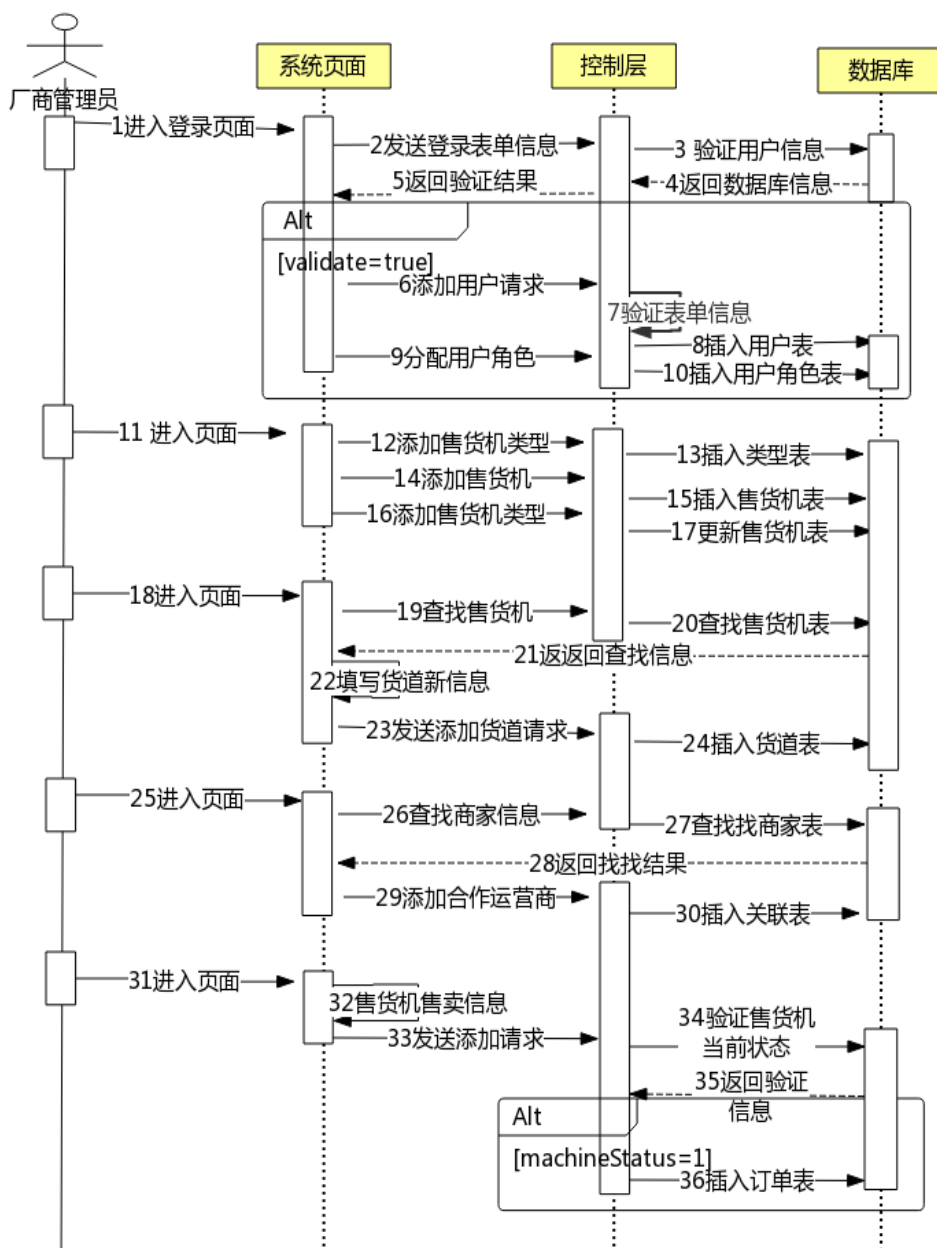 厂商管理员
系统页面
控制层
数据库
1进入登录页面
2发送登录表单信息
3 验证用户信息
4返回数据库信息
5返回验证结果
Alt
[validate=true]
6添加用户请求
7验证表单信息
8插入用户表
9分配用户角色
10插入用户角色表
11 进入页面
12添加售货机类型
13插入类型表
14添加售货机
15插入售货机表
16添加售货机类型
17更新售货机表
18进入页面
19查找售货机
20查找售货机表
21返返回查找信息
22填写货道新信息
23发送添加货道请求
24插入货道表
25进入页面
26查找商家信息
27查找找商家表
28返回找找结果
29添加合作运营商
30插入关联表
31进入页面
32售货机售卖信息
33发送添加请求
34验证售货机
当前状态
35返回验证
信息
Alt
[machineStatus=1]
36插入订单表